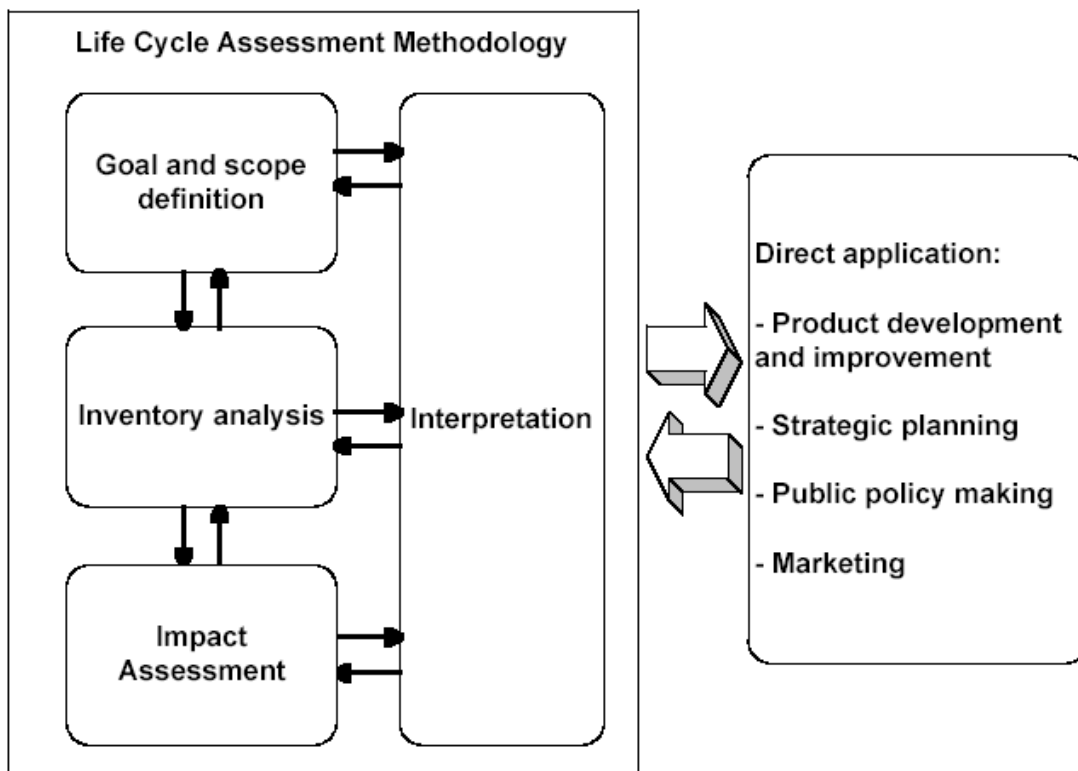 Life Cycle Assessment Methodology
Goal and scope
definition
Inventory analysis
Impact
Assessment
Interpretation
Direct application:
- Product development
and improvement
- Strategic planning
- Public policy making
- Marketing